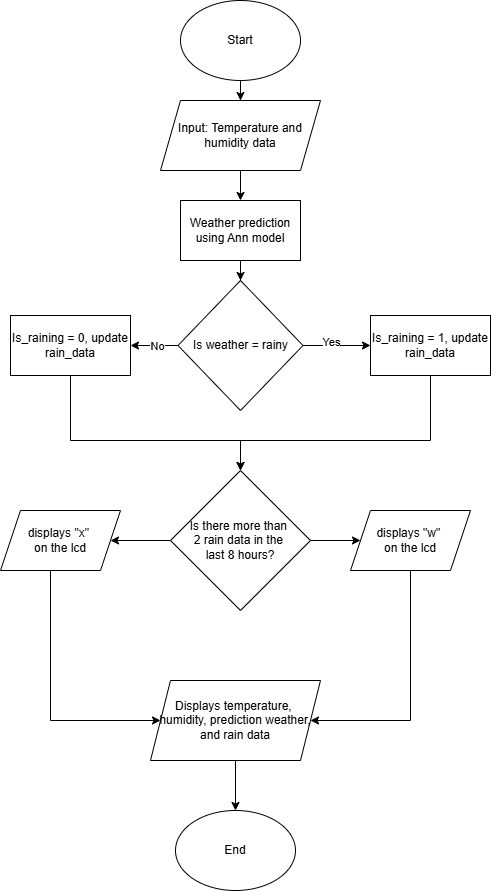 Start
Input: Temperature and
humidity data
Weather prediction
using Ann model
Is_raining = 0, update
rain_data
No
Is weather = rainy
Yes
Is_raining = 1, update
rain_data
displays "x"
on the lcd
Is there more than
2 rain data in the
last 8 hours?
displays "w"
on the lcd
Displays temperature,
humidity, prediction weather,
and rain data
End